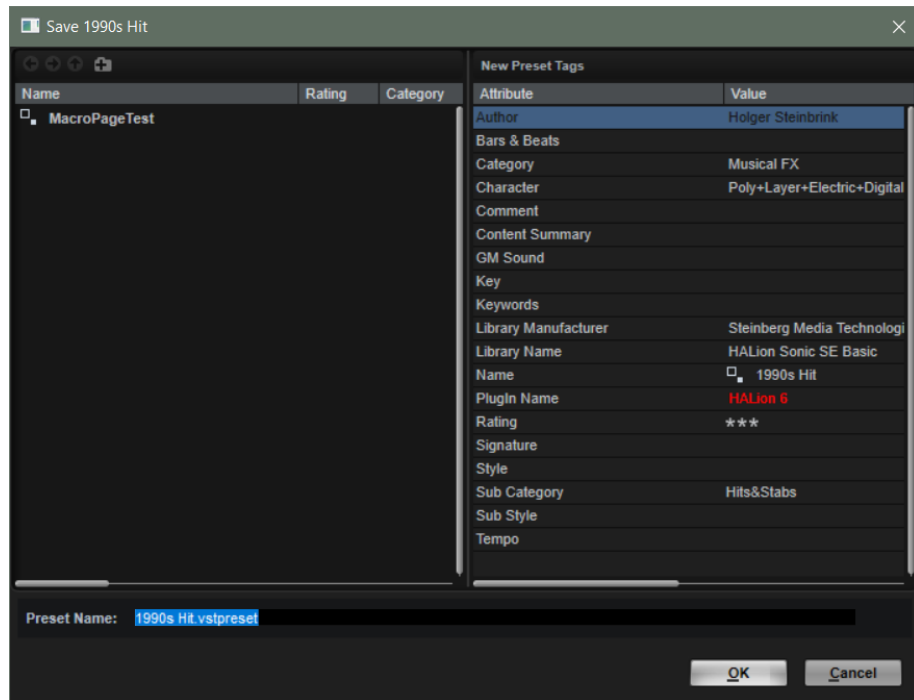 Save 1990s Hit
Name Rating Category
MacroPageTest
New Preset Tags
Attribute Value
Author Holger Steinbrink
Bars & Beats
Category Musical FX
Character Poly+Layer+Electric+Digital
Comment
Content Summary
GM Sound
Key
Keywords
Library Manufacturer Steinberg Media Technologi
Library Name HALion Sonic SE Basic
Name 1990s Hit
PlugIn Name HALion 6
Rating ***
Signature
Style
Sub Category Hits&Stabs
Sub Style
Tempo
Preset Name: 1990s Hit.vstpreset
OK Cancel